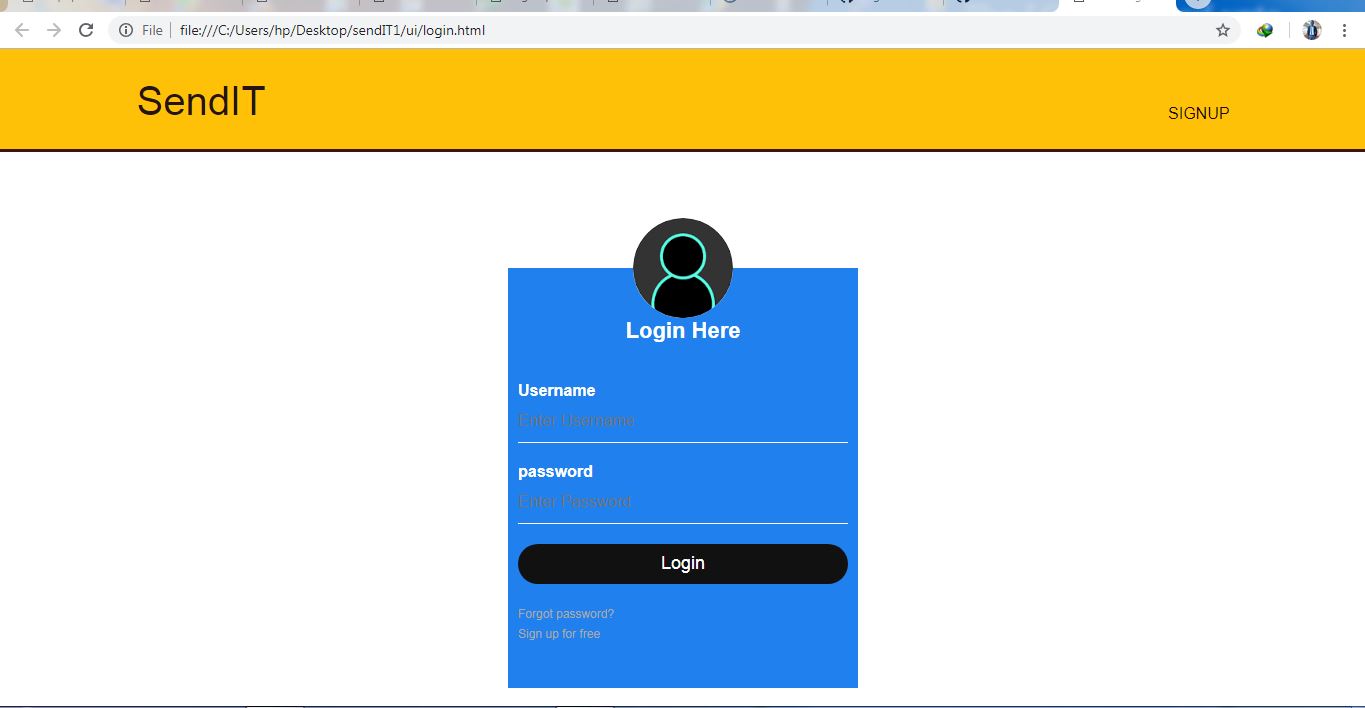 File
file:///C:/Users/hp/Desktop/sendIT1/ui/login.html
SendIT
SIGNUP
Login Here
Username
Enter Username
password
Enter Password
Login
Forgot password?
Sign up for free